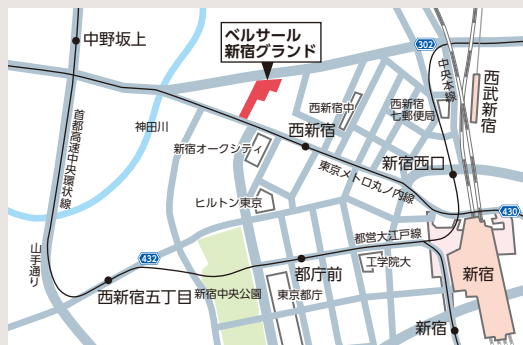 中野坂上
ベルサール
新宿グランド
302
中央本線
西武新宿
首都高速中央環状線
神田川
西新宿中
西新宿
七郵便局
新宿オークシティ
西新宿
東京メトロ丸ノ内線
新宿西口
ヒルトン東京
430
山手通り
432
都営大江戸線
西新宿五丁目
新宿中央公園
都庁前
東京都庁
工学院大
新宿
新宿